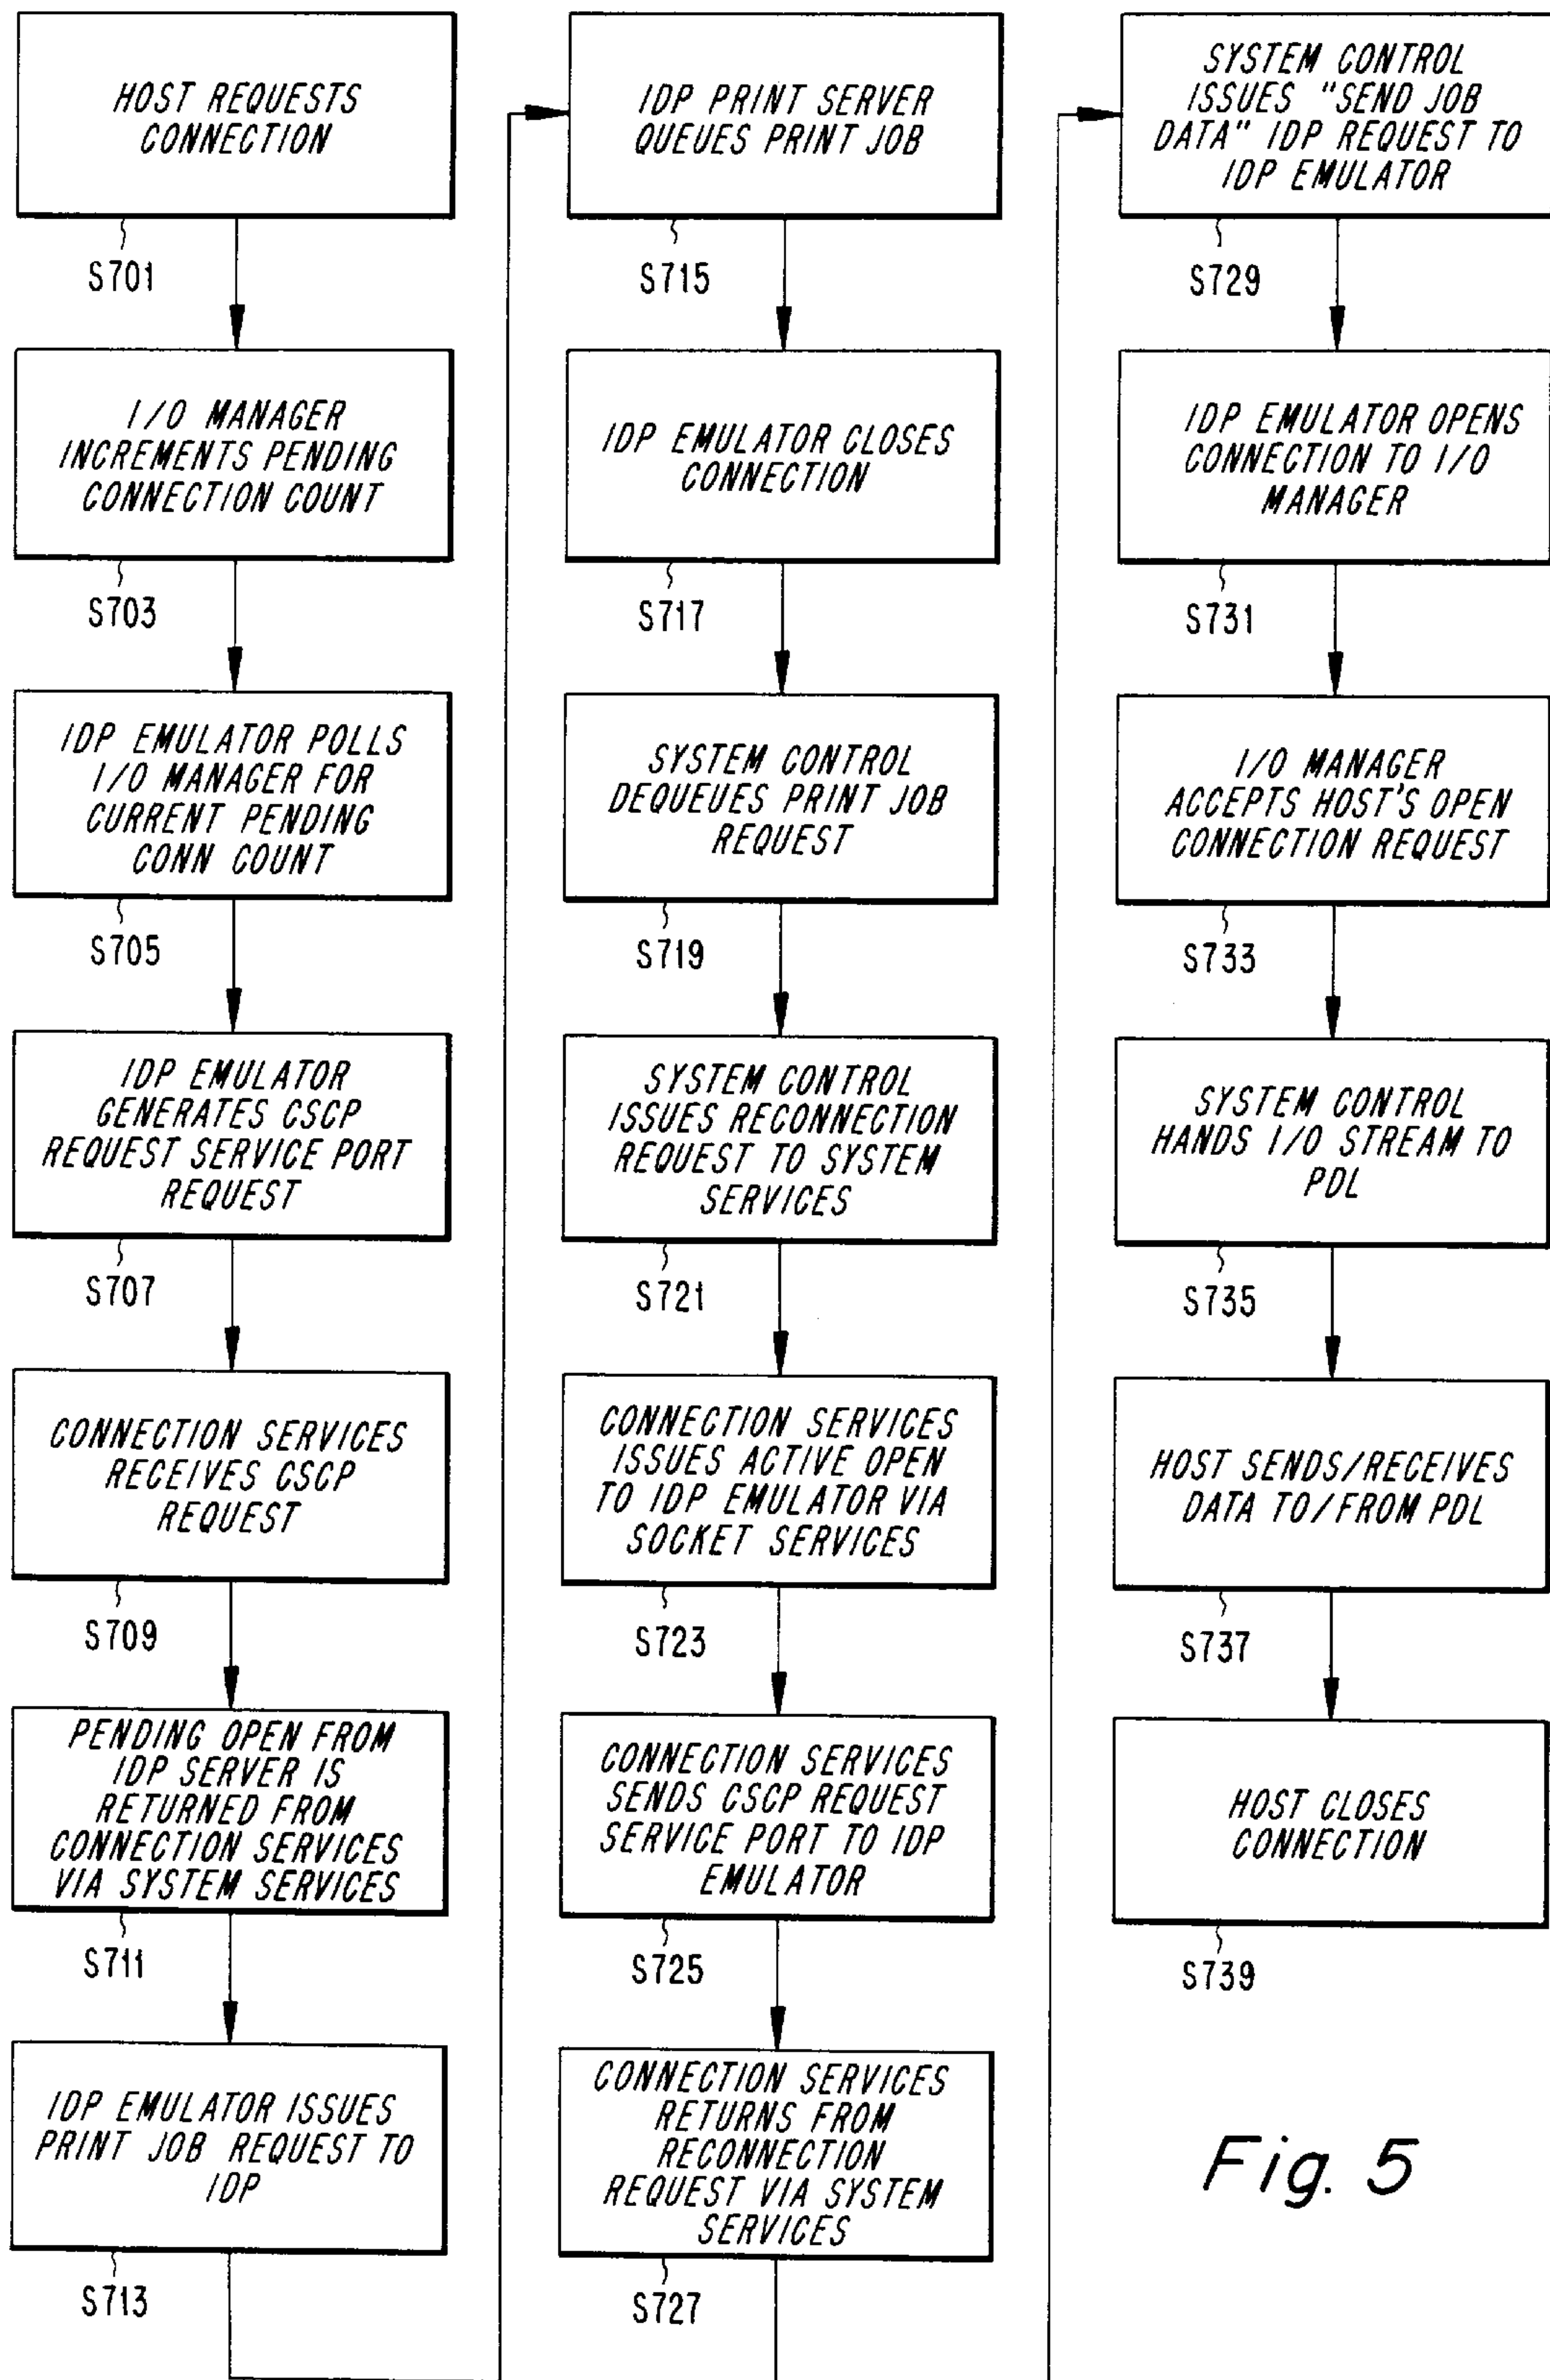 HOST REQUESTS
CONNECTION
S701
I/O MANAGER
INCREMENTS PENDING
CONNECTION COUNT
S703
IDP EMULATOR POLLS
I/O MANAGER FOR
CURRENT PENDING
CONN COUNT
S705
IDP EMULATOR
GENERATES CSCP
REQUEST SERVICE PORT
REQUEST
S707
CONNECTION SERVICES
RECEIVES CSCP
REQUEST
S709
PENDING OPEN FROM
IDP SERVER IS
RETURNED FROM
CONNECTION SERVICES
VIA SYSTEM SERVICES
S711
IDP EMULATOR ISSUES
PRINT JOB REQUEST TO
IDP
S713
IDP PRINT SERVER
QUEUES PRINT JOB
S715
IDP EMULATOR CLOSES
CONNECTION
S717
SYSTEM CONTROL
DEQUEUES PRINT JOB
REQUEST
S719
SYSTEM CONTROL
ISSUES RECONNECTION
REQUEST TO SYSTEM
SERVICES
S721
CONNECTION SERVICES
ISSUES ACTIVE OPEN
TO IDP EMULATOR VIA
SOCKET SERVICES
S723
CONNECTION SERVICES
SENDS CSCP REQUEST
SERVICE PORT TO IDP
EMULATOR
S725
CONNECTION SERVICES
RETURNS FROM
RECONNECTION
REQUEST VIA SYSTEM
SERVICES
S727
SYSTEM CONTROL
ISSUES "SEND JOB
DATA" IDP REQUEST TO
IDP EMULATOR
S729
IDP EMULATOR OPENS
CONNECTION TO I/O
MANAGER
S731
I/O MANAGER
ACCEPTS HOST'S OPEN
CONNECTION REQUEST
S733
SYSTEM CONTROL
HANDS I/O STREAM TO
PDL
S735
HOST SENDS/RECEIVES
DATA TO/FROM PDL
S737
HOST CLOSES
CONNECTION
S739
Fig. 5